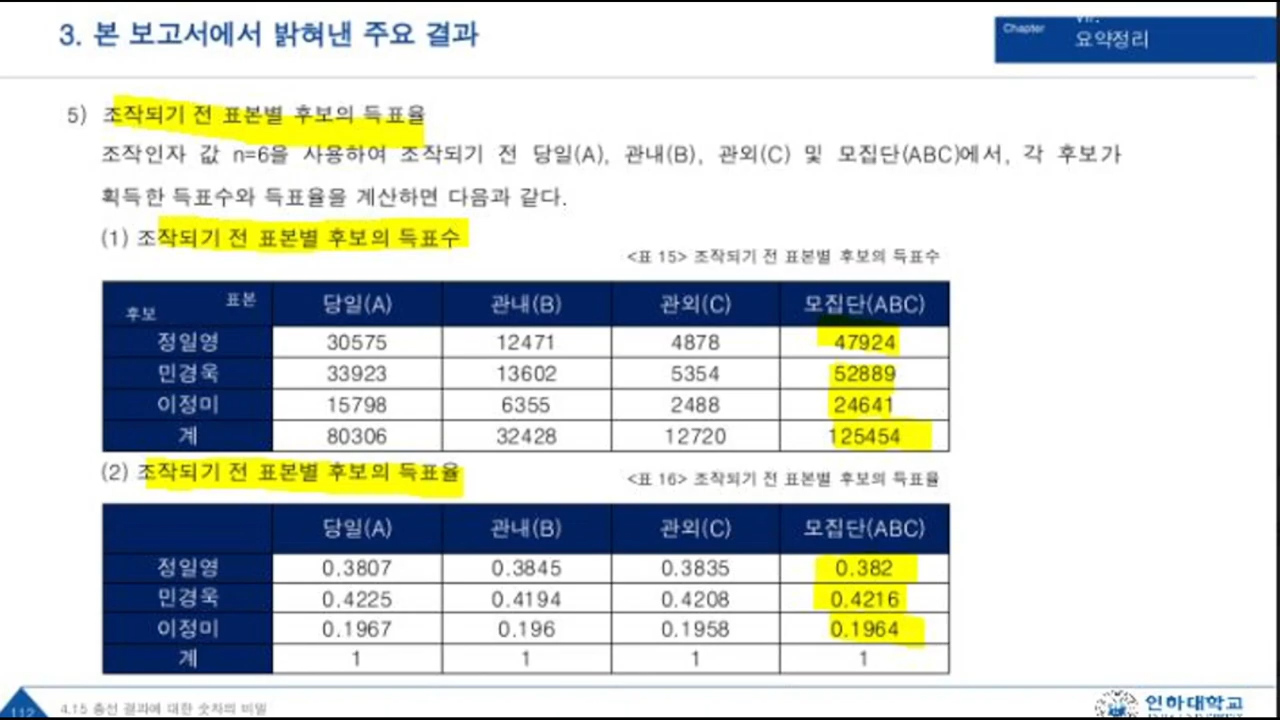 3. 본 보고서에서 밝혀낸 주요 결과
Chapter
VII.
요약정리
5) 조작되기 전 표본별 후보의 득표율
조작인자 값 n=6을 사용하여 조작되기 전 당일(A), 관내(B), 관외(C) 및 모집단(ABC)에서, 각 후보가
획득한 득표수와 득표율을 계산하면 다음과 같다.
(1) 조작되기 전 표본별 후보의 득표수
<표 15> 조작되기 전 표본별 후보의 득표수
표본
후보
당일(A) 관내(B) 관외(C) 모집단(ABC)
정일영 30575 12471 4878 47924
민경욱 33923 13602 5354 52889
이정미 15798 6355 2488 24641
계 80306 32428 12720 125454
(2) 조작되기 전 표본별 후보의 득표율
<표 16> 조작되기 전 표본별 후보의 득표율
당일(A) 관내(B) 관외(C) 모집단(ABC)
정일영 0.3807 0.3845 0.3835 0.382
민경욱 0.4225 0.4194 0.4208 0.4216
이정미 0.1967 0.196 0.1958 0.1964
계 1 1 1 1
112
4.15 총선 결과에 대한 숫자의 비밀
인하대학교